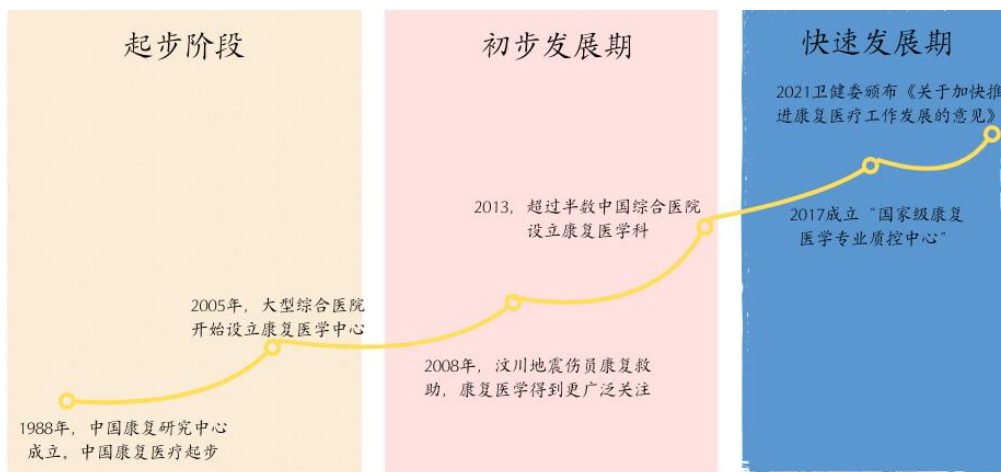 起步阶段
1988年，中国康复研究中心
成立。中国康复医疗起步
2005年，大型综合医院
开始设立康复医学中心
初步发展期
2008年，汶川地震伤员康复救
助，康复医学得到更广泛关注
2013，超过半数中国综合医院
设立康复医学科
快速发展期
2017成立“国家级康复
医学专业质控中心”
2021卫健委颁布《关于加快推
进康复医疗工作发展的意见》